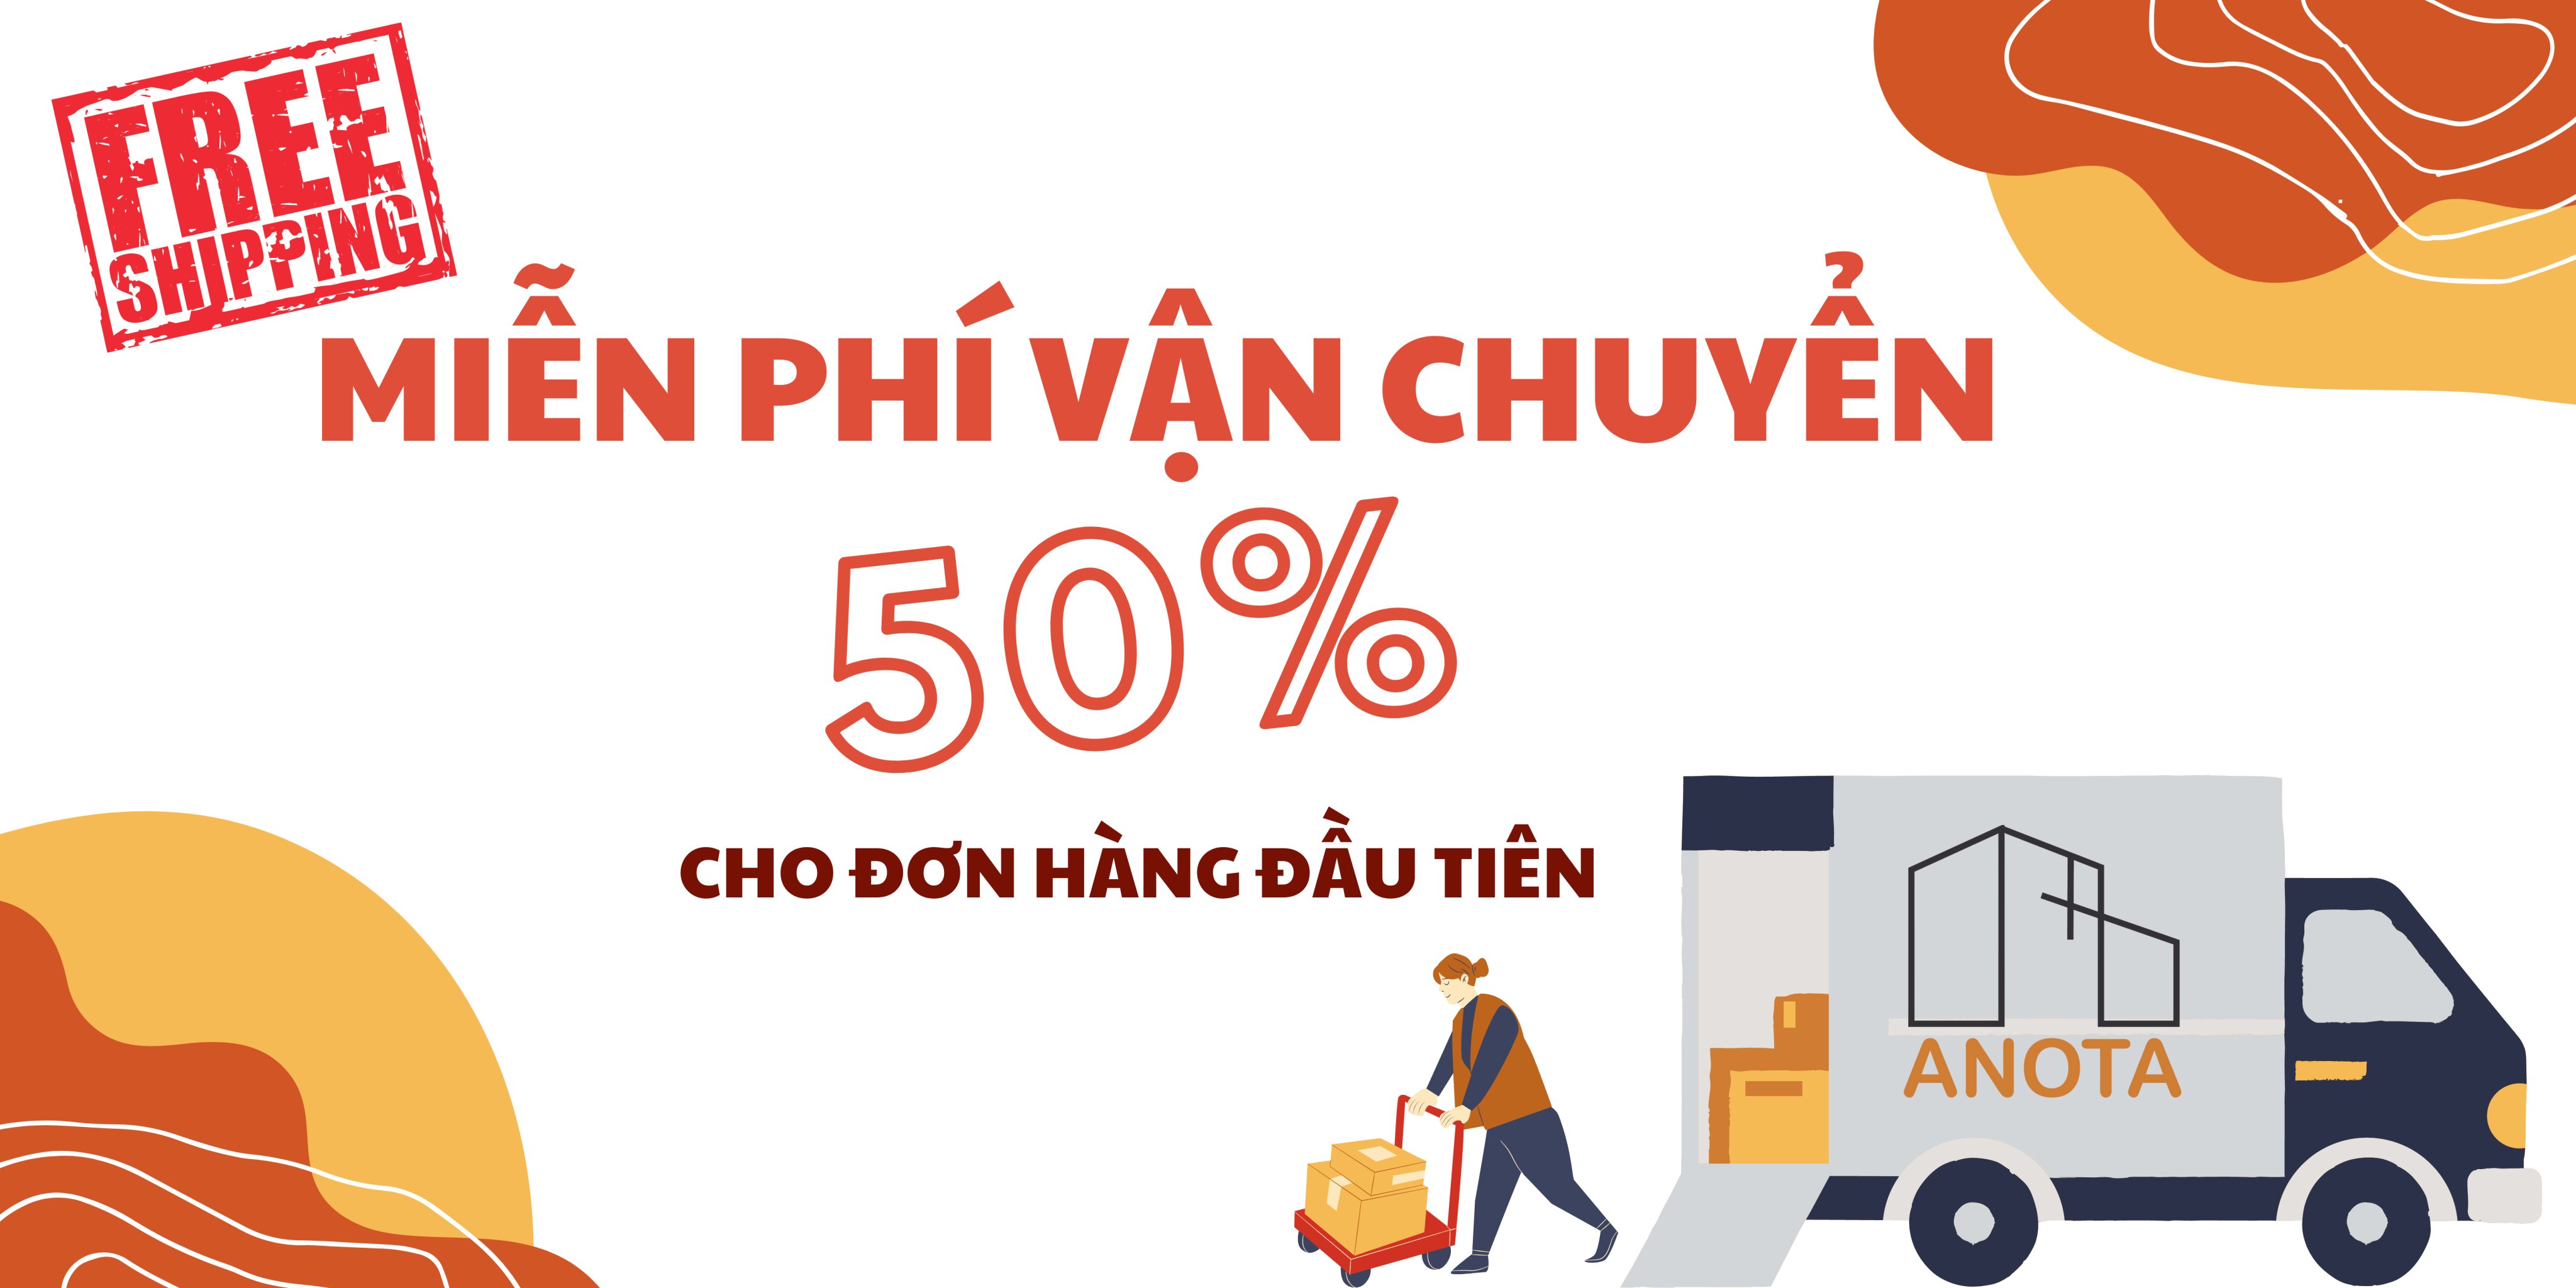 FREE
SHIPPING
MIỄN PHÍ VẬN CHUYỂN
50%
CHO ĐƠN HÀNG ĐẦU TIÊN
ANOTA